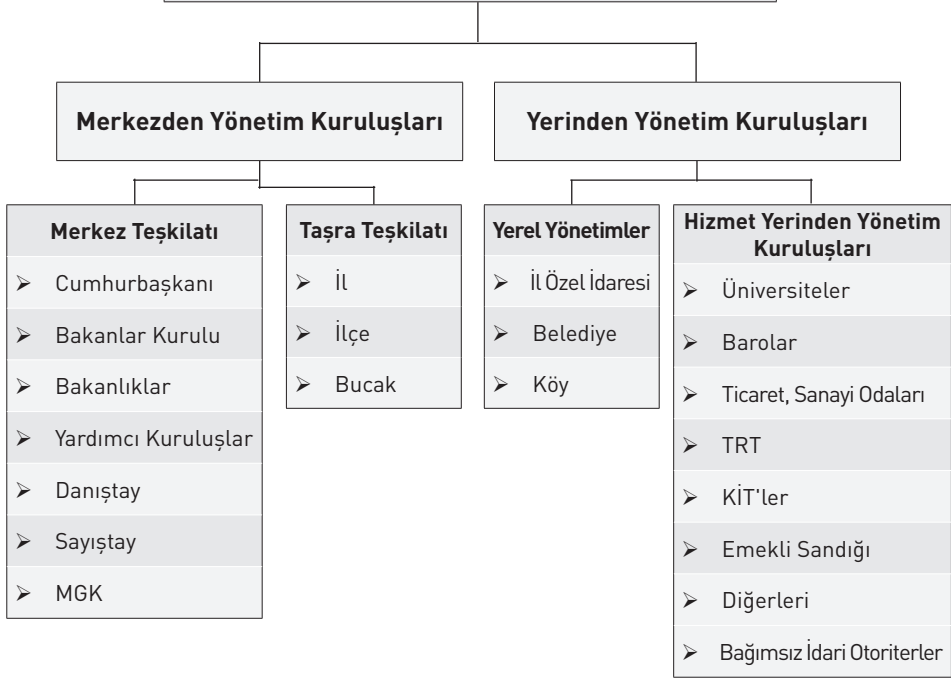 Merkezden Yönetim Kuruluşları
Yerinden Yönetim Kuruluşları
Merkez Teşkilatı
➢ Cumhurbaşkanı
➢ Bakanlar Kurulu
➢ Bakanlıklar
➢ Yardımcı Kuruluşlar
➢ Danıştay
➢ Sayıştay
➢ MGK
Taşra Teşkilatı
➢ İl
➢ İlçe
➢ Bucak
Yerel Yönetimler
➢ İl Özel İdaresi
➢ Belediye
➢ Köy
Hizmet Yerinden Yönetim
Kuruluşları
➢ Üniversiteler
➢ Barolar
➢ Ticaret, Sanayi Odaları
➢ TRT
➢ KİT'ler
➢ Emekli Sandığı
➢ Diğerleri
➢ Bağımsız İdari Otoriterler